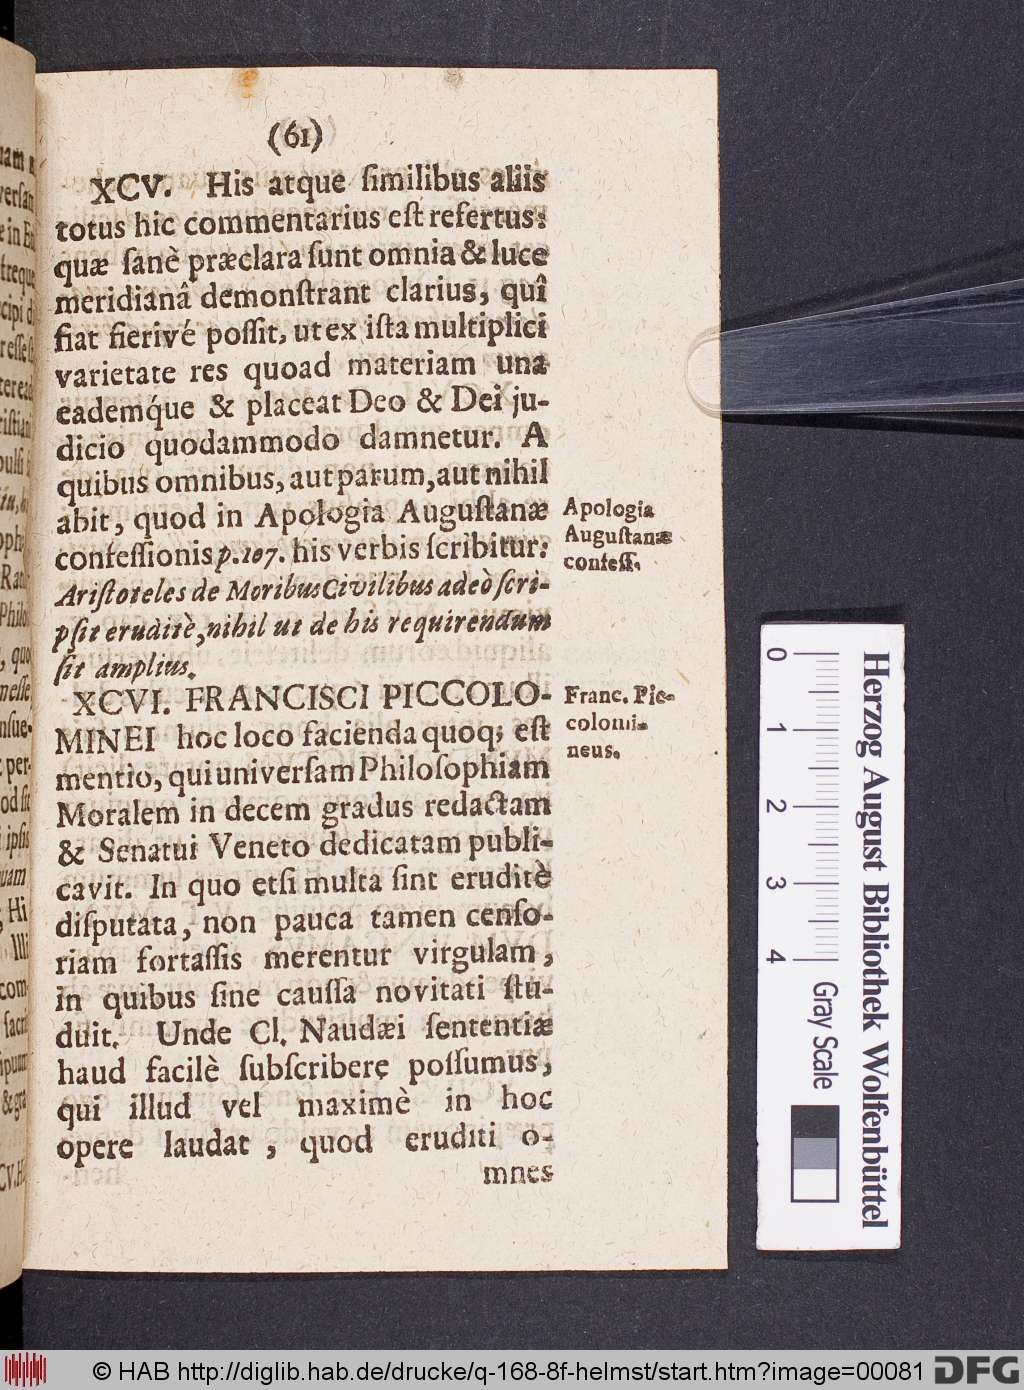 (61)
XCV. His atque ſimilibus aliis
totus hic commentarius eſt refertus:
quæ ſanè præclara ſunt omnia & luce
meridianâ demonſtrant clarius, quî
fiat fierivé poſſit, ut ex iſta multiplici
varietate res quoad materiam una
eademq́ue & placeat Deo & Dei ju-
dicio quodammodo damnetur. A
quibus omnibus, aut parum, aut nihil
abit, quod in Apologia Auguſtanæ
confeſſionis p. 107. his verbis ſcribitur:
Ariſtoteles de Moribus Civilibus adeò ſcri-
pſit eruditè, nihil ut de his requirendum
ſit amplius.
Apologia
Auguſtanæ
confeſſ.
XCVI. FRANCISCI PICCOLO-
MINEI hoc loco facienda quoq; eſt
mentio, qui univerſam Philoſophiam
Moralem in decem gradus redactam
& Senatui Veneto dedicatam publi-
cavit. In quo etſi multa ſint eruditè
diſputata, non pauca tamen cenſo-
riam fortaſſis merentur virgulam,
in quibus ſine cauſſa novitati ſtu-
duit. Unde Cl. Naudæi ſententiæ
haud facilè ſubſcribere poſſumus,
qui illud vel maximè in hoc
opere laudat, quod eruditi o-
mnes
Franc. Pic-
colomi-
neus.
0 1 2 3 4
Gray Scale
Herzog August Bibliothek Wolfenbüttel
© HAB http://diglib.hab.de/drucke/q-168-8f-helmst/start.htm?image=00081
DFG